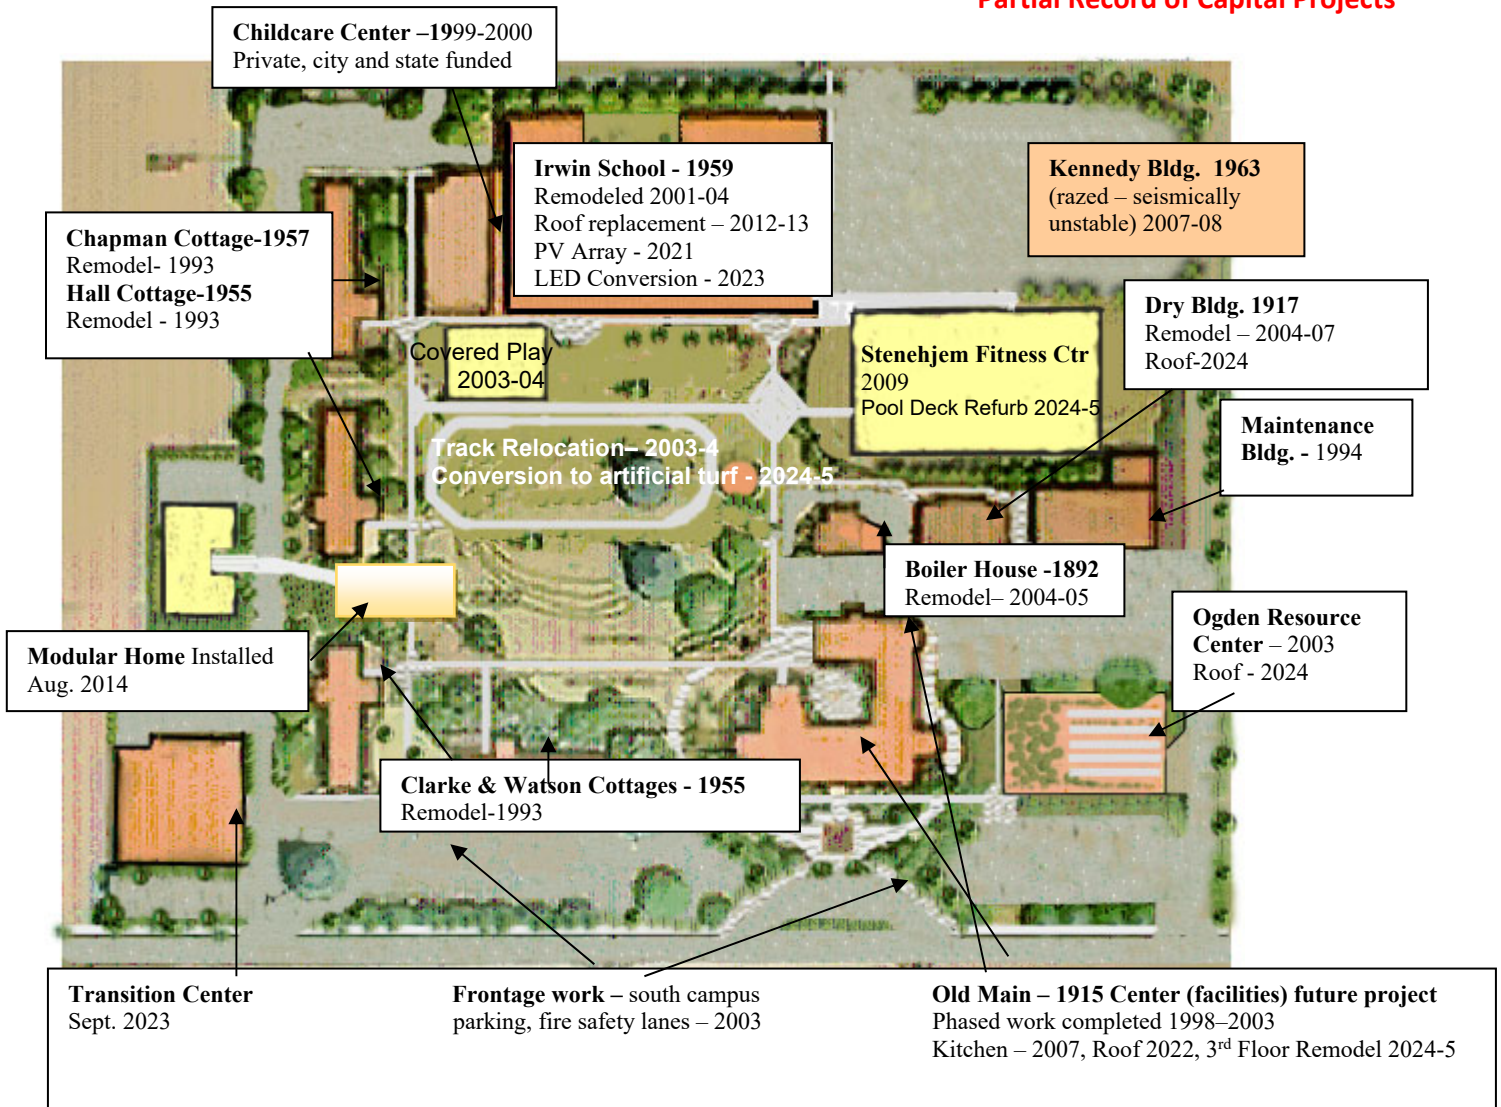 Partial Record of Capital Projects
Childcare Center –1999-2000
Private, city and state funded
Irwin School - 1959
Remodeled 2001-04
Roof replacement – 2012-13
PV Array - 2021
LED Conversion - 2023
Kennedy Bldg.  1963
(razed – seismically
unstable) 2007-08
Chapman Cottage-1957
Remodel- 1993
Hall Cottage-1955
Remodel - 1993
Dry Bldg. 1917
Remodel – 2004-07
Roof-2024
Covered Play
2003-04
Stenehjem Fitness Ctr
2009
Pool Deck Refurb 2024-5
Maintenance
Bldg. - 1994
Track Relocation– 2003-4
Conversion to artificial turf - 2024-5
Boiler House -1892
Remodel– 2004-05
Ogden Resource
Center – 2003
Roof - 2024
Modular Home Installed
Aug. 2014
Clarke & Watson Cottages - 1955
Remodel-1993
Transition Center
Sept. 2023
Frontage work – south campus
parking, fire safety lanes – 2003
Old Main – 1915 Center (facilities) future project
Phased work completed 1998–2003
Kitchen – 2007, Roof 2022, 3rd Floor Remodel 2024-5